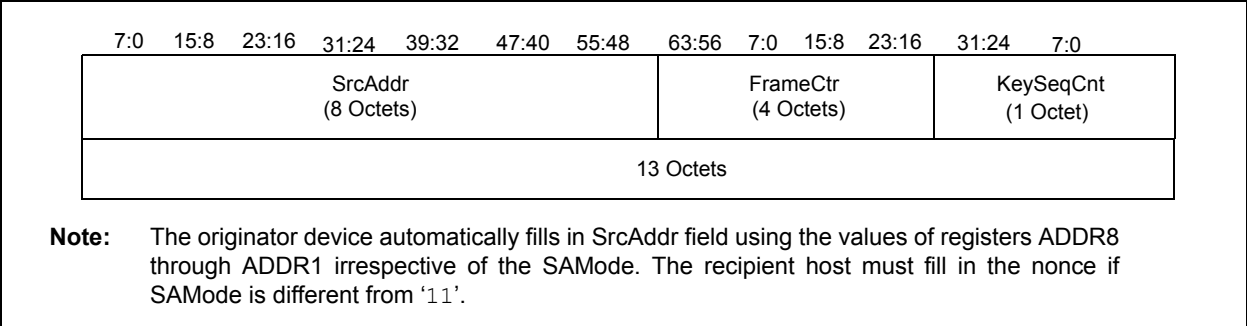 7:0 15:8 23:16 31:24 39:32 47:40 55:48 63:56 7:0 15:8 23:16 31:24 7:0
SrcAddr FrameCtr KeySeqCnt
(8 Octets) (4 Octets) (1 Octet)
13 Octets
Note: The originator device automatically fills in SrcAddr field using the values of registers ADDR8
through ADDR1 irrespective of the SAMode. The recipient host must fill in the nonce if
SAMode is different from ‘11’.